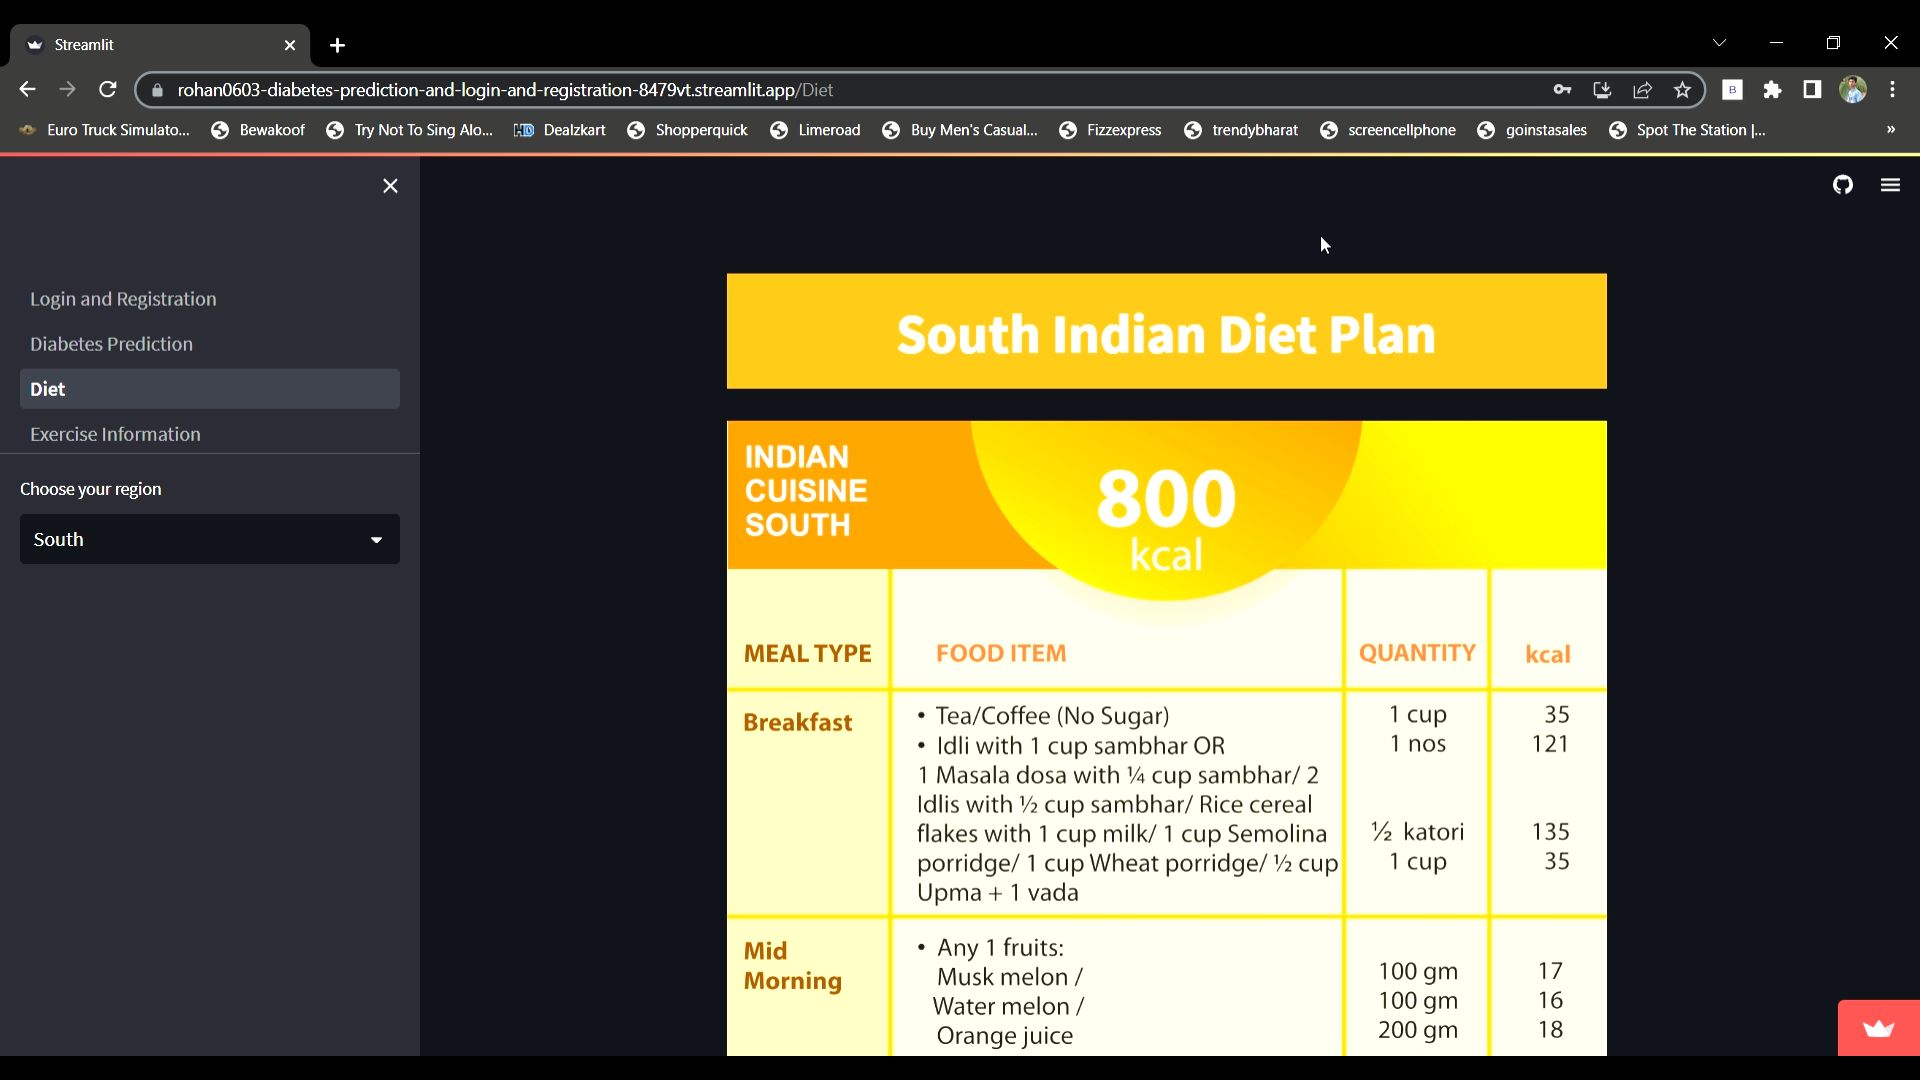 Streamlit
rohan0603-diabetes-prediction-and-login-and-registration-8479vt.streamlit.app/Diet
B
Euro Truck Simulato... Bewakoof Try Not To Sing Alo... HD Dealzkart Shopperquick Limeroad Buy Men's Casual... Fizzexpress trendybharat screencellphone goinstasales Spot The Station |... »
Login and Registration
Diabetes Prediction
Diet
Exercise Information
Choose your region
South
South Indian Diet Plan
INDIAN
CUISINE
SOUTH
800
kcal
MEAL TYPE FOOD ITEM QUANTITY kcal
Breakfast • Tea/Coffee (No Sugar) 1 cup 35
• Idli with 1 cup sambhar OR 1 nos 121
1 Masala dosa with ¼ cup sambhar/ 2
Idlis with ½ cup sambhar/ Rice cereal
flakes with 1 cup milk/ 1 cup Semolina ½ katori 135
porridge/ 1 cup Wheat porridge/ ½ cup 1 cup 35
Upma + 1 vada
Mid • Any 1 fruits:
Morning Musk melon / 100 gm 17
Water melon / 100 gm 16
Orange juice 200 gm 18